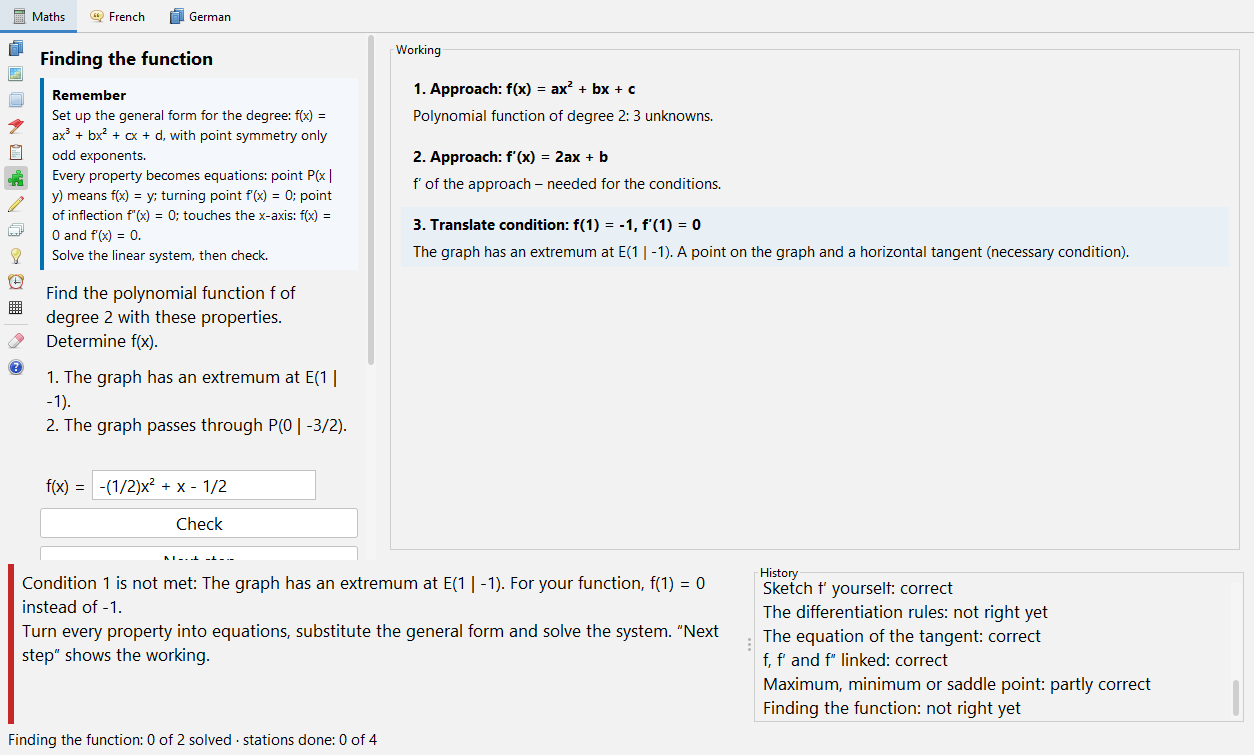 Maths French German
Finding the function
Remember
Set up the general form for the degree: f(x) =
ax³ + bx² + cx + d, with point symmetry only
odd exponents.
Every property becomes equations: point P(x |
y) means f(x) = y; turning point f′(x) = 0; point
of inflection f″(x) = 0; touches the x-axis: f(x) =
0 and f′(x) = 0.
Solve the linear system, then check.
Find the polynomial function f of
degree 2 with these properties.
Determine f(x).
1. The graph has an extremum at E(1 |
-1).
2. The graph passes through P(0 | -3/2).
f(x) = -(1/2)x² + x - 1/2
Check
Next step
Working
1. Approach: f(x) = ax² + bx + c
Polynomial function of degree 2: 3 unknowns.
2. Approach: f′(x) = 2ax + b
f′ of the approach – needed for the conditions.
3. Translate condition: f(1) = -1, f′(1) = 0
The graph has an extremum at E(1 | -1). A point on the graph and a horizontal tangent (necessary condition).
Condition 1 is not met: The graph has an extremum at E(1 | -1). For your function, f(1) = 0
instead of -1.
Turn every property into equations, substitute the general form and solve the system. “Next
step” shows the working.
History
Sketch f′ yourself: correct
The differentiation rules: not right yet
The equation of the tangent: correct
f, f′ and f″ linked: correct
Maximum, minimum or saddle point: partly correct
Finding the function: not right yet
Finding the function: 0 of 2 solved · stations done: 0 of 4